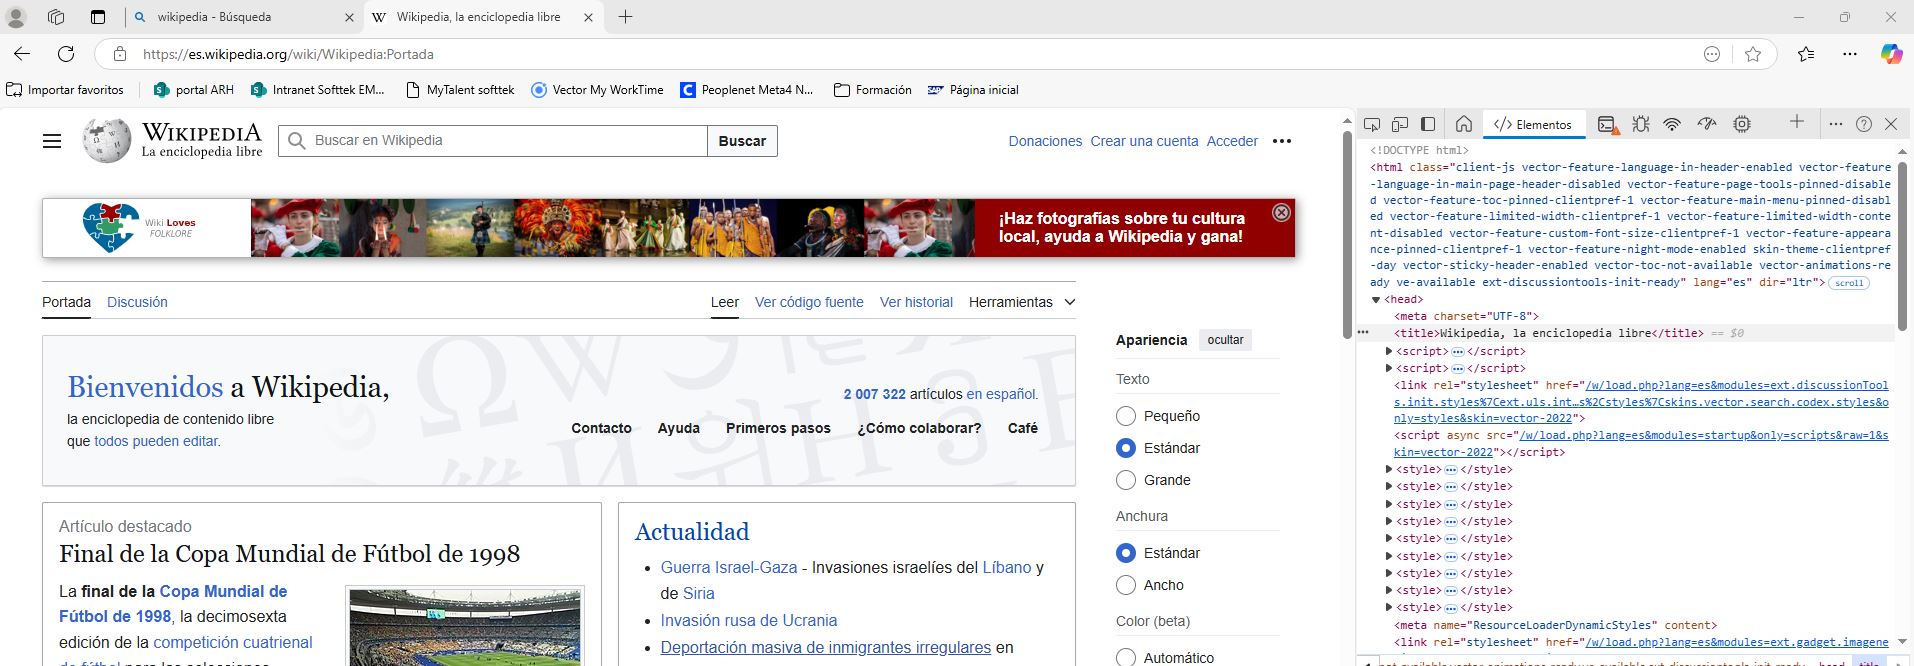 wikipedia - Búsqueda
Wikipedia, la enciclopedia libre
https://es.wikipedia.org/wiki/Wikipedia:Portada
Importar favoritos
portal ARH
Intranet Softtek EM...
MyTalent softtek
Vector My WorkTime
Peoplenet Meta4 N...
Formación
Página inicial
WIKIPEDIA
La enciclopedia libre
Buscar en Wikipedia
Buscar
Donaciones Crear una cuenta Acceder
Wiki Loves
FOLKLORE
¡Haz fotografías sobre tu cultura
local, ayuda a Wikipedia y gana!
Portada Discusión
Leer Ver código fuente Ver historial Herramientas
Bienvenidos a Wikipedia,
la enciclopedia de contenido libre
que todos pueden editar.
2 007 322 artículos en español.
Contacto Ayuda Primeros pasos ¿Cómo colaborar? Café
Artículo destacado
Final de la Copa Mundial de Fútbol de 1998
La final de la Copa Mundial de
Fútbol de 1998, la decimosexta
edición de la competición cuatrienal
Actualidad
Guerra Israel-Gaza - Invasiones israelíes del Líbano y
de Siria
Invasión rusa de Ucrania
Deportación masiva de inmigrantes irregulares en
Apariencia ocultar
Texto
Pequeño
Estándar
Grande
Anchura
Estándar
Ancho
Color (beta)
Automático
Elementos
<!DOCTYPE html>
<html class="client-js vector-feature-language-in-header-enabled vector-feature
-language-in-main-page-header-disabled vector-feature-page-tools-pinned-disable
d vector-feature-toc-pinned-clientpref-1 vector-feature-main-menu-pinned-disabl
ed vector-feature-limited-width-clientpref-1 vector-feature-limited-width-conte
nt-disabled vector-feature-custom-font-size-clientpref-1 vector-feature-appeara
nce-pinned-clientpref-1 vector-feature-night-mode-enabled skin-theme-clientpref
-day vector-sticky-header-enabled vector-toc-not-available vector-animations-re
ady ve-available ext-discussiontools-init-ready" lang="es" dir="ltr"> scroll
<head>
<meta charset="UTF-8">
<title>Wikipedia, la enciclopedia libre</title> == $0
<script> ••• </script>
<script> ••• </script>
<link rel="stylesheet" href="/w/load.php?lang=es&modules=ext.discussionTool
s.init.styles%7Cext.uls.int…s%2Cstyles%7Cskins.vector.search.codex.styles&o
nly=styles&skin=vector-2022">
<script async src="/w/load.php?lang=es&modules=startup&only=scripts&raw=1&s
kin=vector-2022"></script>
<style> ••• </style>
<style> ••• </style>
<style> ••• </style>
<style> ••• </style>
<style> ••• </style>
<style> ••• </style>
<style> ••• </style>
<style> ••• </style>
<style> ••• </style>
<meta name="ResourceLoaderDynamicStyles" content>
<link rel="stylesheet" href="/w/load.php?lang=es&modules=ext.gadget.imagene